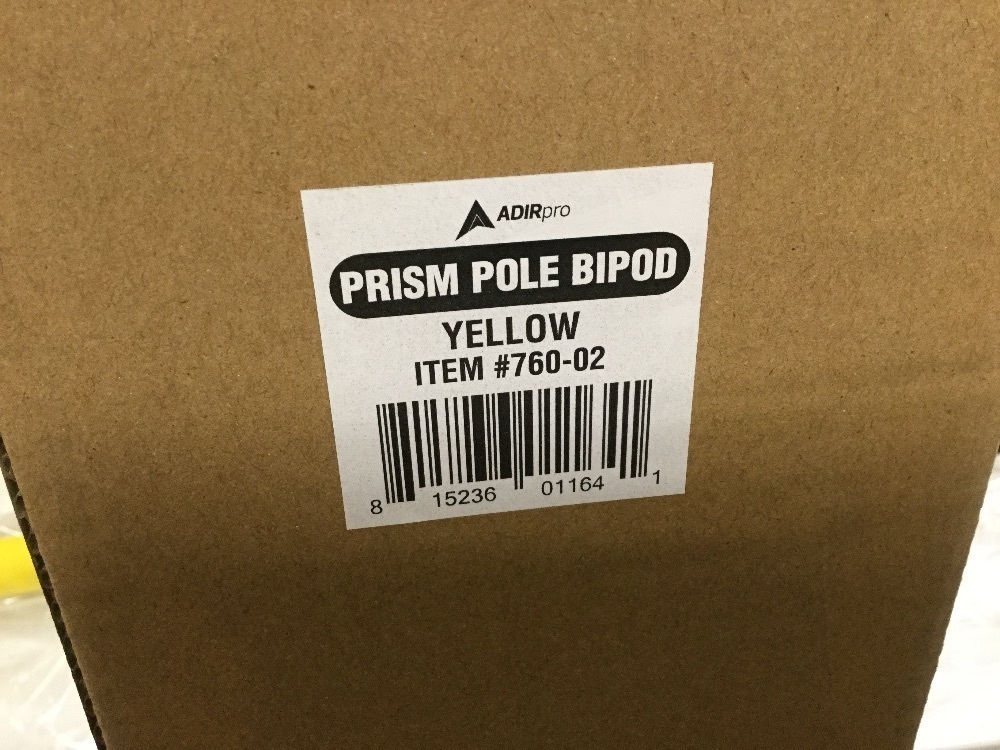 ADIRpro
PRISM POLE BIPOD
YELLOW
ITEM #760-02
8 15236 01164 1